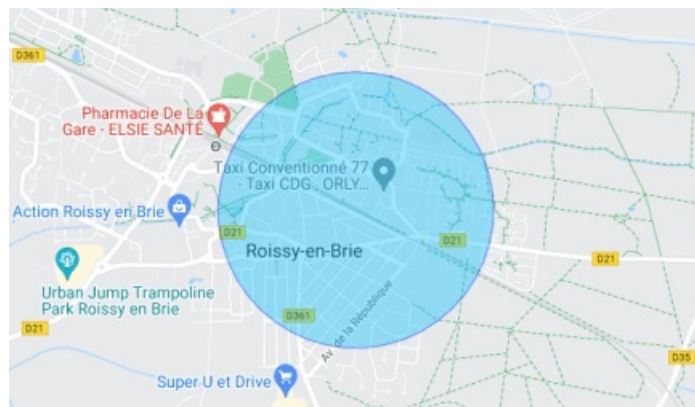 D361
Pharmacie De La
Gare - ELSIE SANTÉ
Taxi Conventionné 77
- Taxi CDG , ORLY...
Action Roissy en Brie
D21
Roissy-en-Brie
D21
D21
Urban Jump Trampoline
Park Roissy en Brie
D361
Av. de la République
D21
D35
Super U et Drive